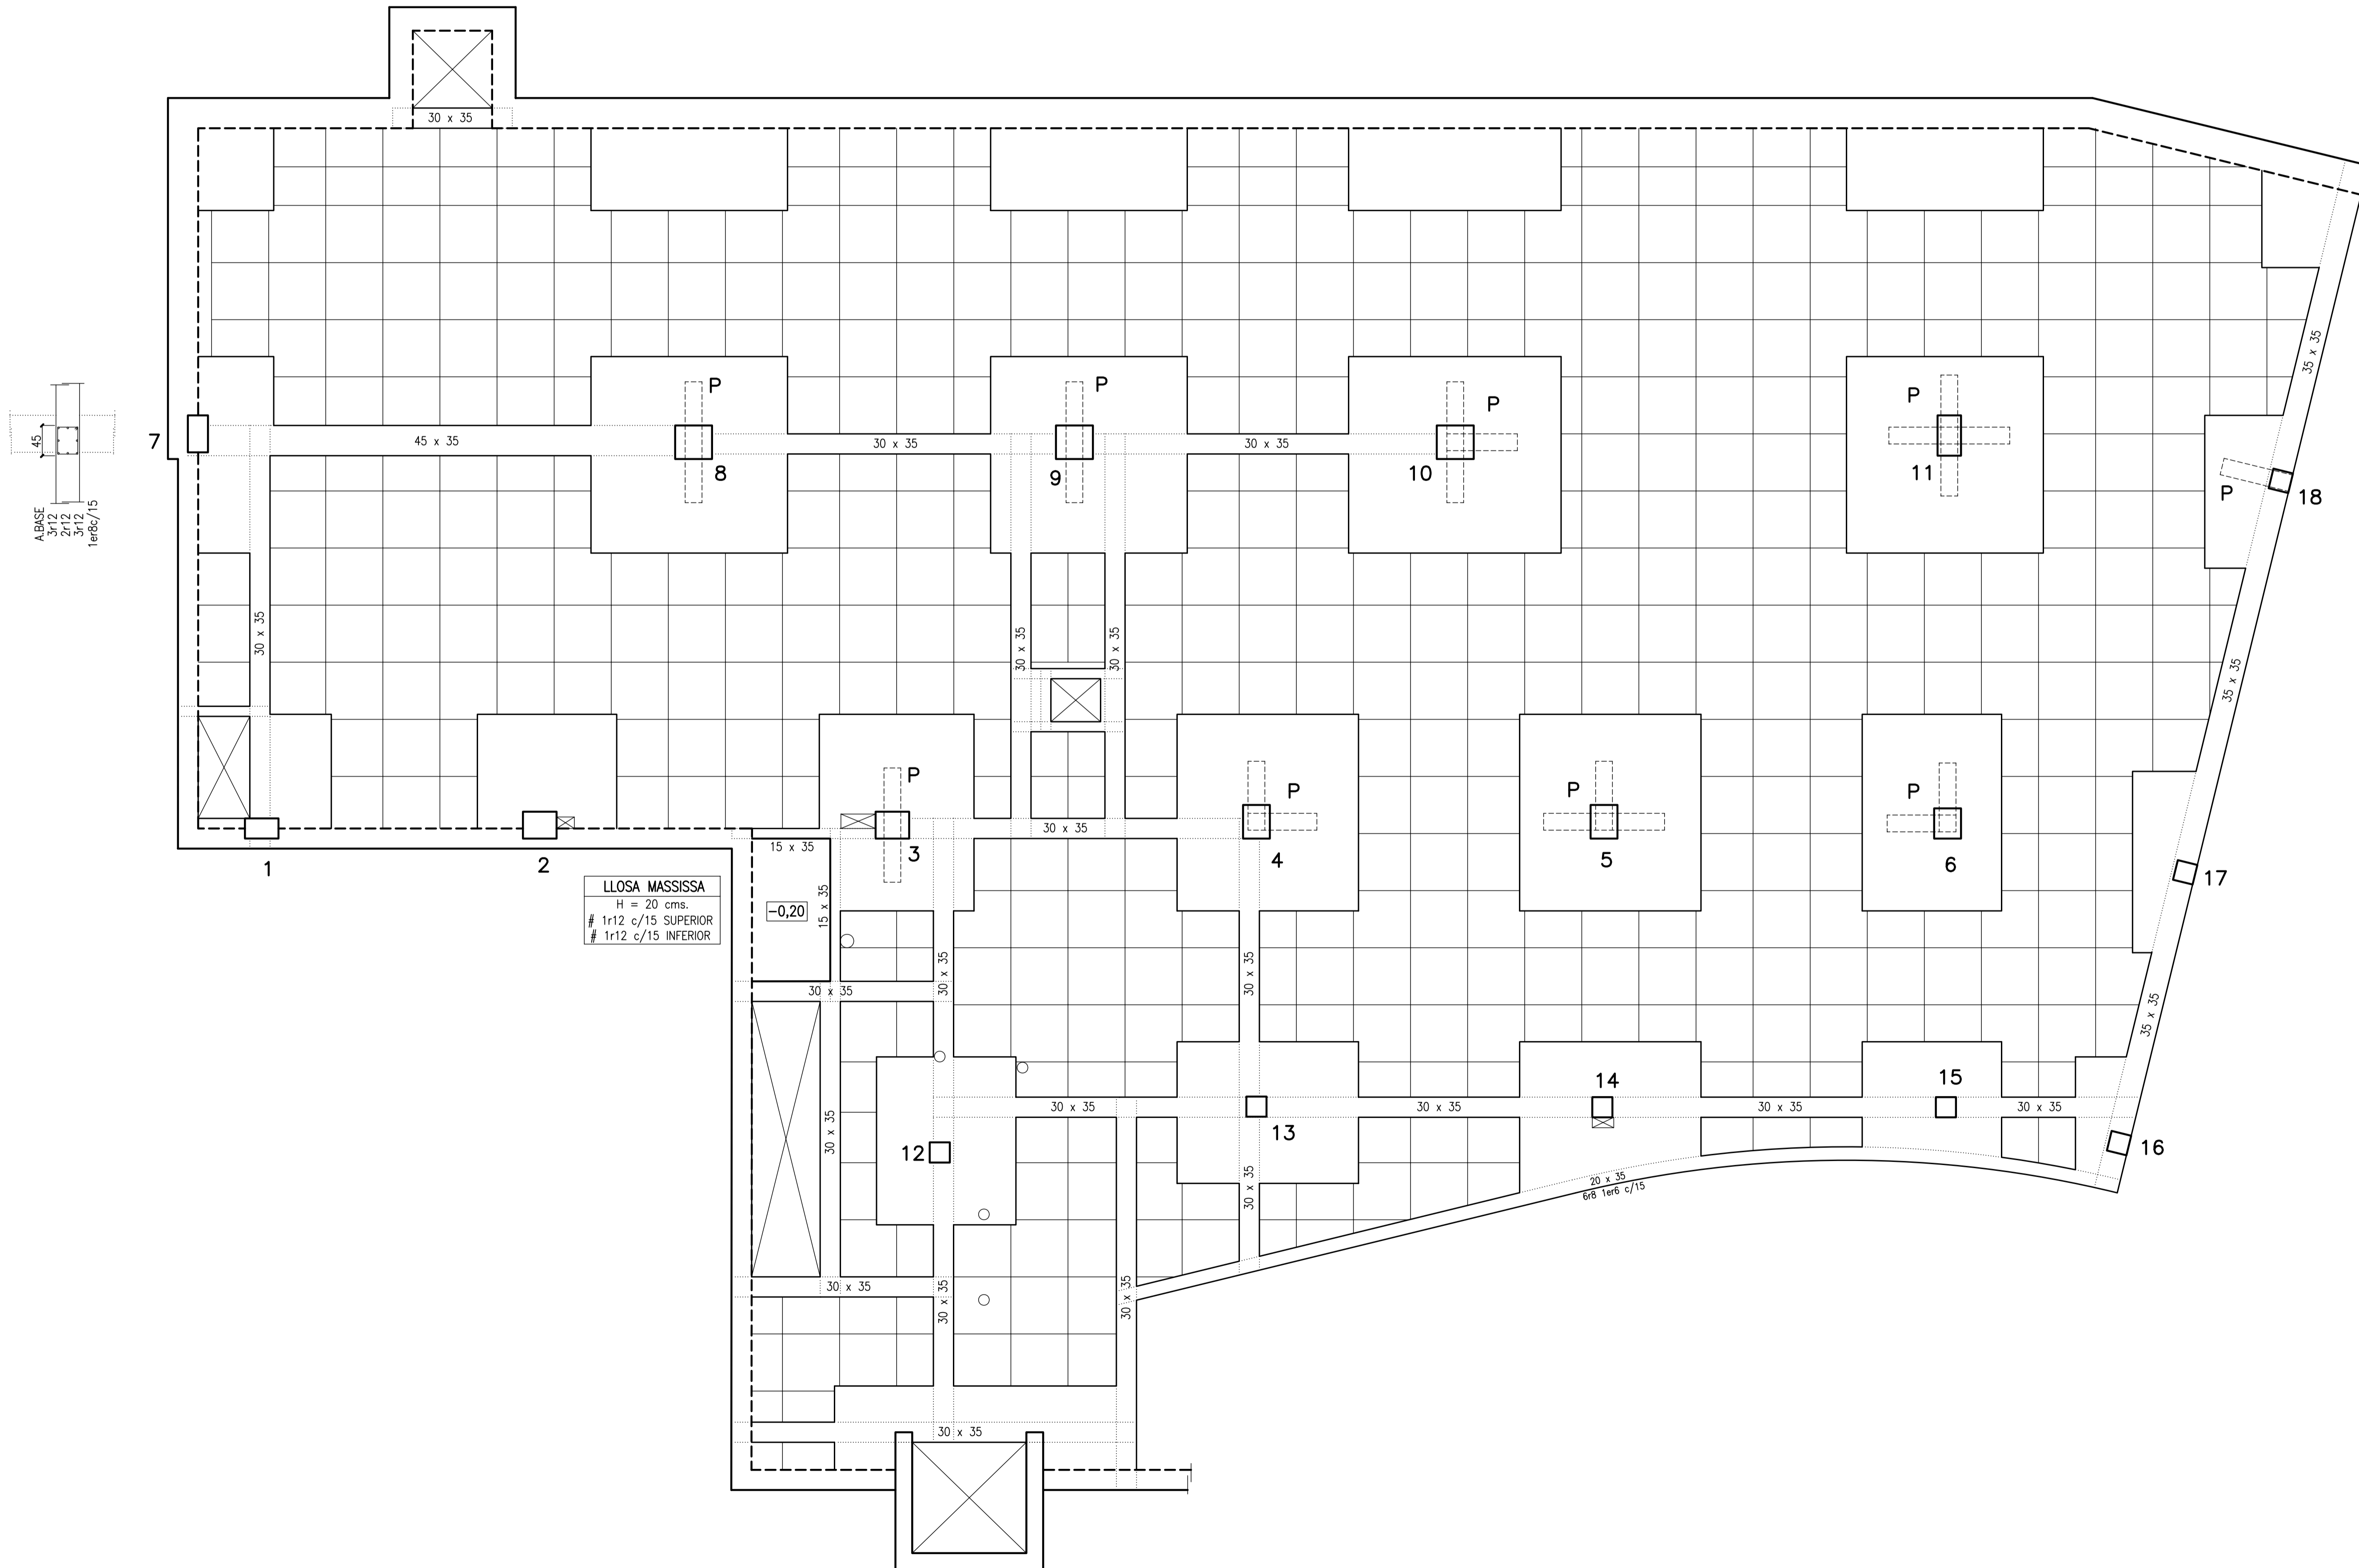 30 x 35
35 x 35
P
P
P
P
7
45 x 35
30 x 35
30 x 35
8
9
10
11
P
18
45
A.BASE
3r12
2r12
3r12
1er8c/15
30 x 35
30 x 35
30 x 35
35 x 35
P
P
P
P
30 x 35
15 x 35
1
2
3
4
5
6
17
LLOSA MASSISSA
H = 20 cms.
# 1r12 c/15 SUPERIOR
# 1r12 c/15 INFERIOR
-0,20
15 x 35
30 x 35
30 x 35
30 x 35
35 x 35
14
15
30 x 35
30 x 35
30 x 35
30 x 35
30 x 35
12
13
16
30 x 35
20 x 35
6r8 1er6 c/15
30 x 35
30 x 35
30 x 35
30 x 35